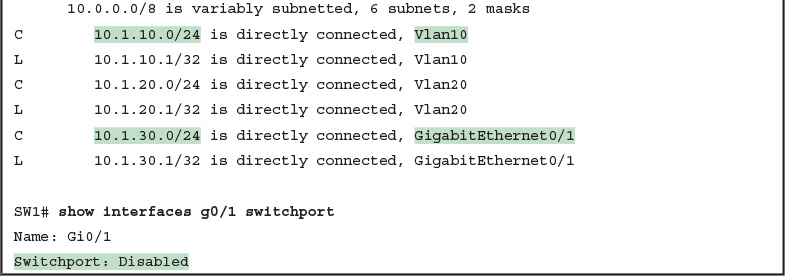 10.0.0.0/8 is variably subnetted, 6 subnets, 2 masks
C 10.1.10.0/24 is directly connected, Vlan10
L 10.1.10.1/32 is directly connected, Vlan10
C 10.1.20.0/24 is directly connected, Vlan20
L 10.1.20.1/32 is directly connected, Vlan20
C 10.1.30.0/24 is directly connected, GigabitEthernet0/1
L 10.1.30.1/32 is directly connected, GigabitEthernet0/1
SW1# show interfaces g0/1 switchport
Name: Gi0/1
Switchport: Disabled